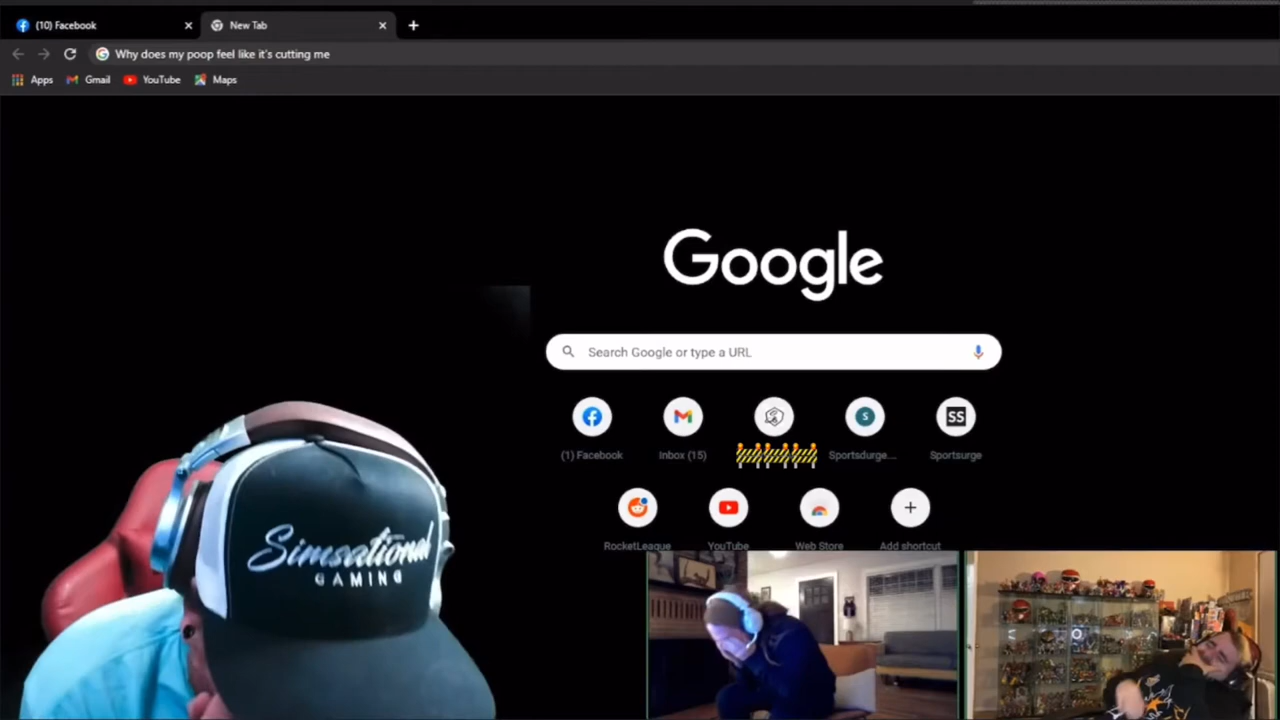 (10) Facebook
New Tab
Why does my poop feel like it's cutting me
Apps
Gmail
YouTube
Maps
Google
Search Google or type a URL
S
SS
(1) Facebook
Inbox (15)
Sportsdurge....
Sportsurge
RocketLeague
YouTube
Web Store
Add shortcut
Simsational
GAMING